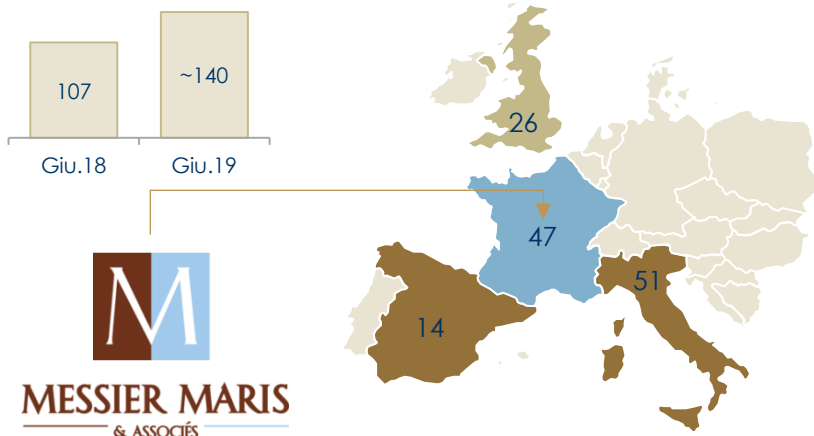 107
~140
Giu.18
Giu.19
26
47
51
14
M
MESSIER MARIS
& ASSOCIÉS